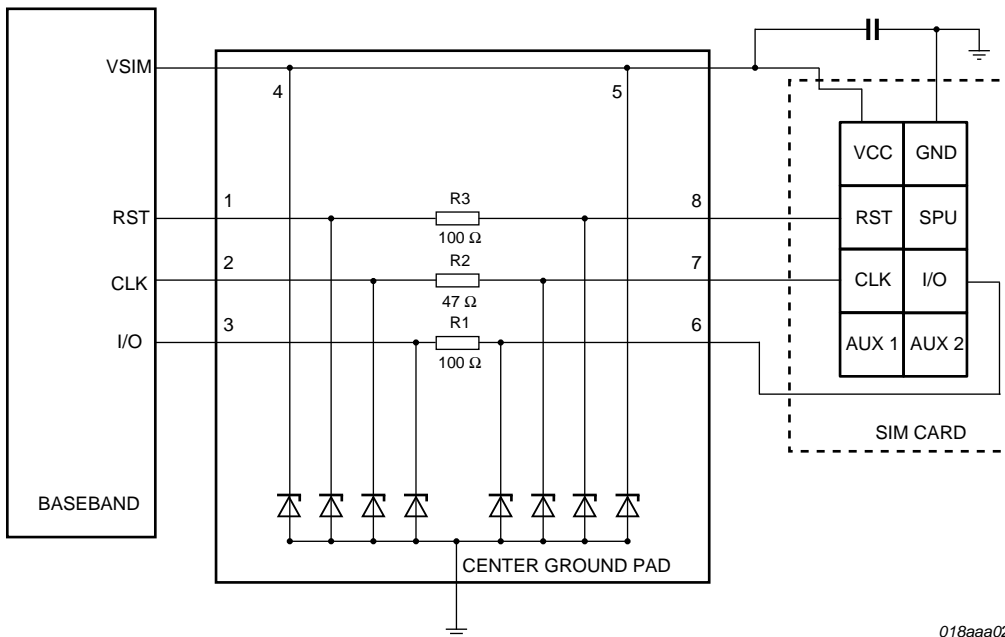 VSIM
4
5
VCC
GND
1
R3
8
RST
RST
SPU
100 Ω
2
R2
7
CLK
CLK
I/O
47 Ω
3
R1
6
I/O
AUX 1
AUX 2
100 Ω
SIM CARD
BASEBAND
CENTER GROUND PAD
018aaa02